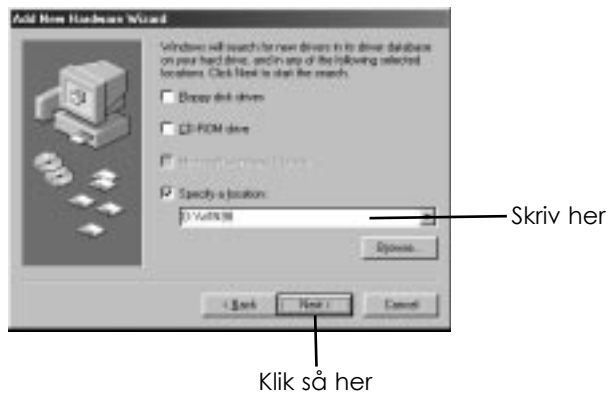 Add New Hardware Wizard
Windows will search for new drivers in its driver database
on your hard drive, and in any of the following selected
locations. Click Next to start the search.
Floppy disk drives
CD-ROM drive
Specify a location:
D:\WIN98
Skriv her
Browse...
< Back
Next >
Cancel
Klik så her